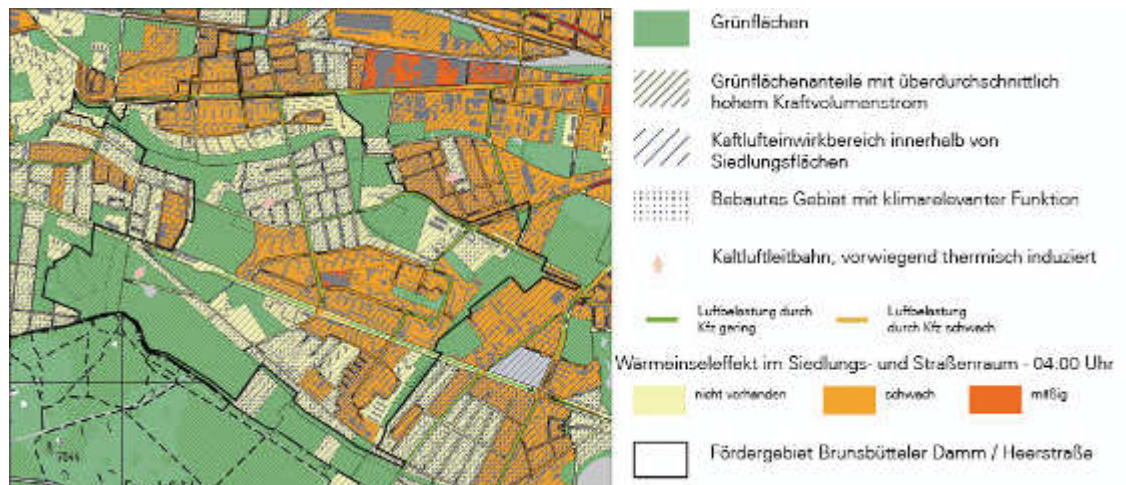 Grünflächen
Grünflächenanteile mit überdurchschnittlich
hohem Kraftvolumenstrom
Kaftlufteinwirkbereich innerhalb von
Siedlungsflächen
Bebautes Gebiet mit klimarelevanter Funktion
Kaltluftleitbahn, vorwiegend thermisch induziert
Luftbelastung durch
Kfz gering
Luftbelastung
durch Kfz schwach
Wärmeinseleffekt im Siedlungs- und Straßenraum - 04:00 Uhr
nicht vorhanden
schwach
mäßig
Fördergebiet Brunsbütteler Damm / Heerstraße